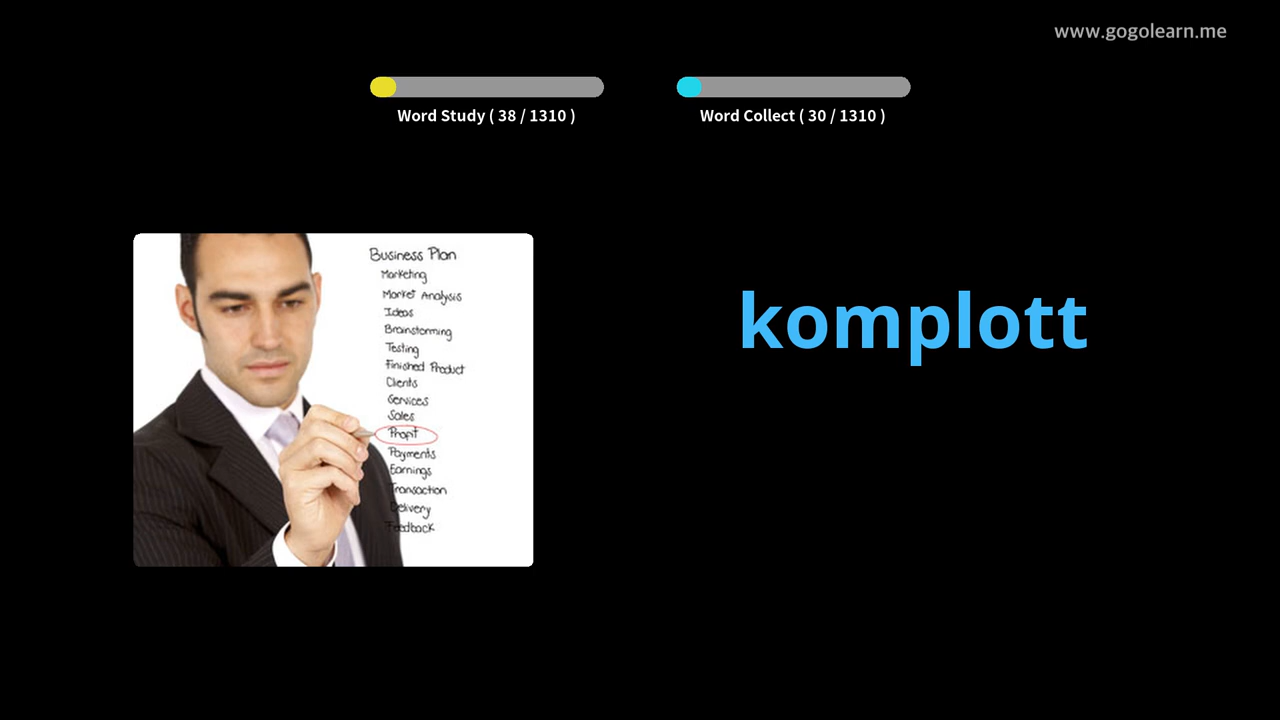 www.gogolearn.me
Word Study ( 38 / 1310 )
Word Collect ( 30 / 1310 )
Business Plan
Marketing
Market Analysis
Ideas
Brainstorming
Testing
Finished Product
Clients
Services
Sales
Profit
Payments
Earnings
Transaction
Delivery
Feedback
komplott